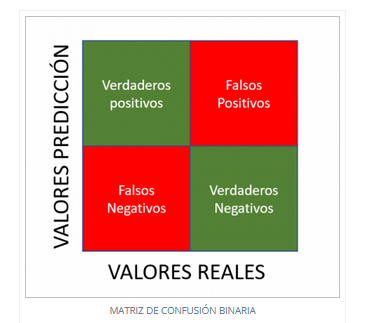 VALORES PREDICCIÓN
Verdaderos
positivos
Falsos
Positivos
Falsos
Negativos
Verdaderos
Negativos
VALORES REALES
MATRIZ DE CONFUSIÓN BINARIA